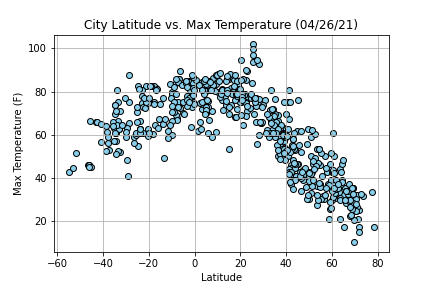 City Latitude vs. Max Temperature (04/26/21)
Max Temperature (F)
100
80
60
40
20
−60 −40 −20 0 20 40 60 80
Latitude